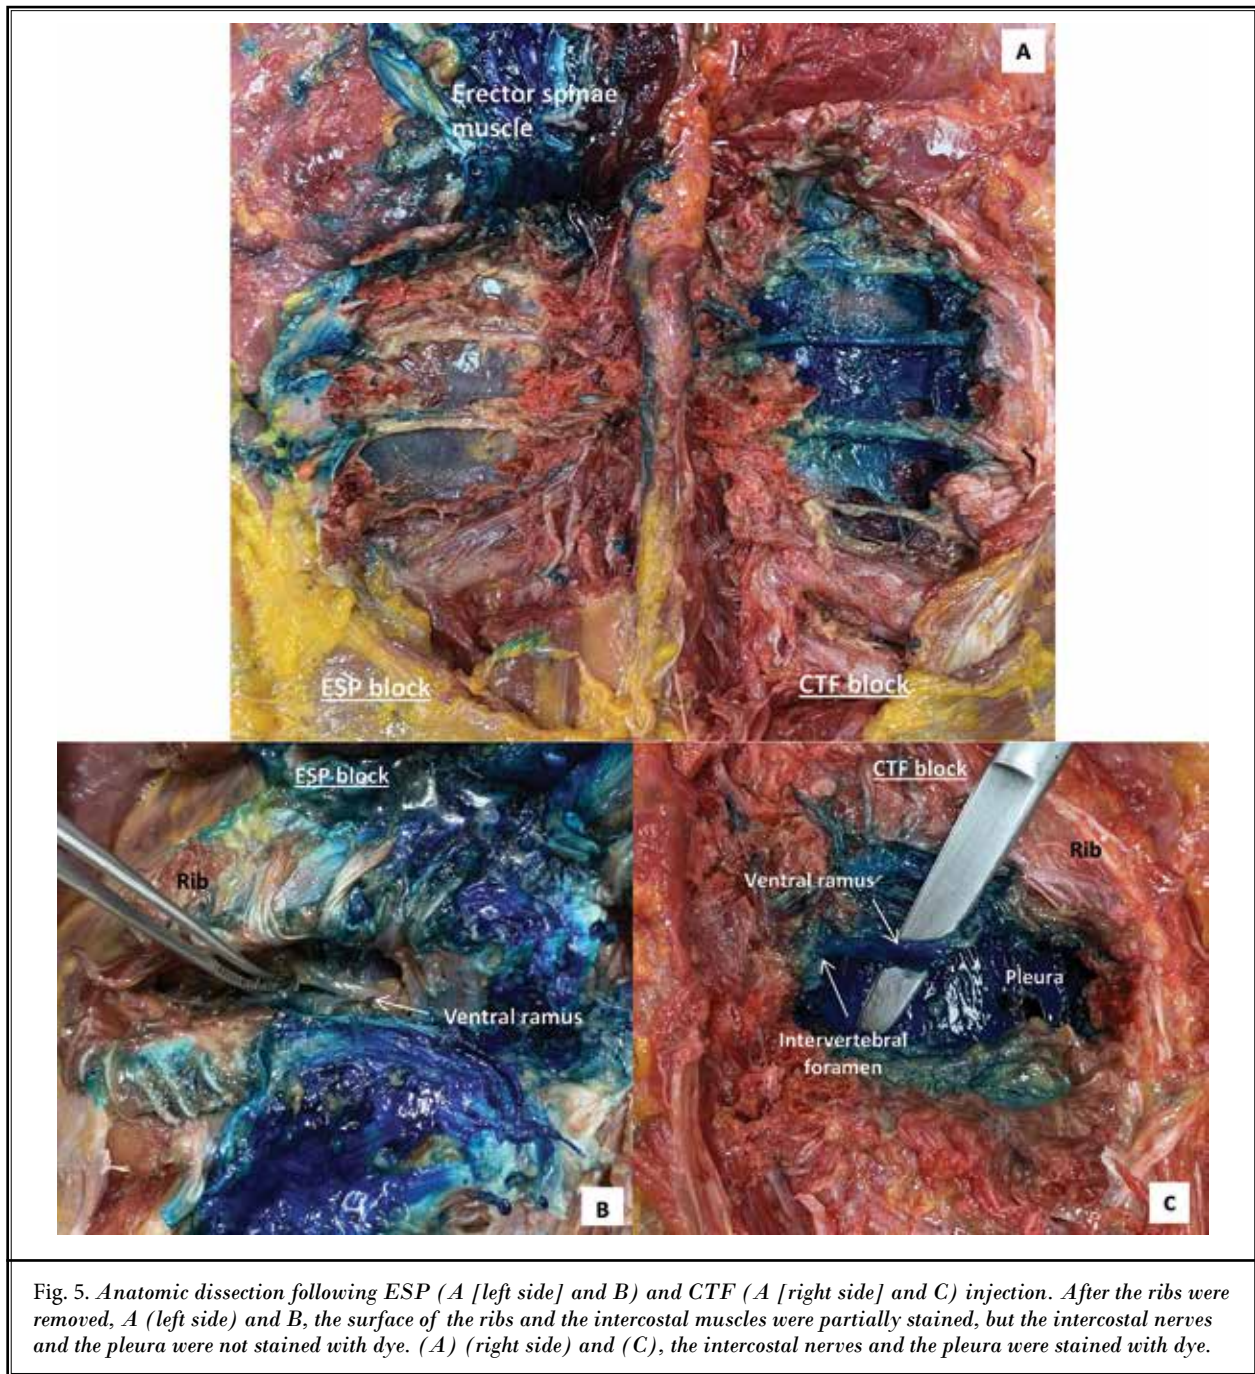 A
Erector spinae
muscle
ESP block
CTF block
ESP block
Rib
Ventral ramus
B
CTF block
Rib
Ventral ramus
Pleura
Intervertebral
foramen
C
Fig. 5. Anatomic dissection following ESP (A [left side] and B) and CTF (A [right side] and C) injection. After the ribs were
removed, A (left side) and B, the surface of the ribs and the intercostal muscles were partially stained, but the intercostal nerves
and the pleura were not stained with dye. (A) (right side) and (C), the intercostal nerves and the pleura were stained with dye.